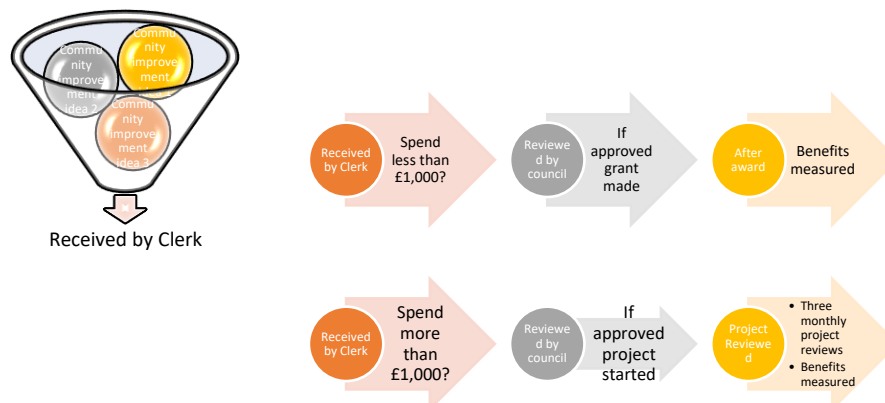 Commu
nity
improve
ment
idea 2
Commu
nity
improve
ment
Commu
nity
improve
ment
idea 3
Received by Clerk
Received
by Clerk
Spend
less than
£1,000?
Reviewe
d by
council
If
approved
grant
made
After
award
Benefits
measured
Received
by Clerk
Spend
more
than
£1,000?
Reviewe
d by
council
If
approved
project
started
Project
Reviewe
d
• Three
monthly
project
reviews
• Benefits
measured